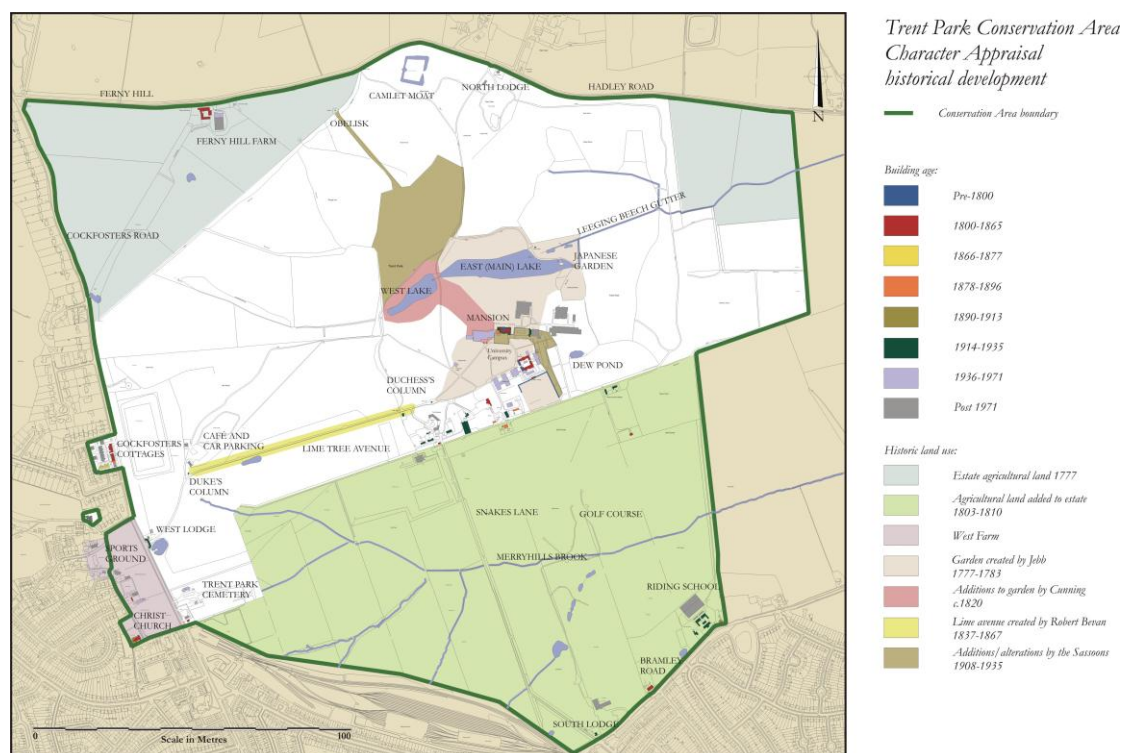 Trent Park Conservation Area
Character Appraisal
historical development
Conservation Area boundary
Building age:
Pre-1800
1800-1865
1866-1877
1878-1896
1890-1913
1914-1935
1936-1971
Post 1971
Historic land use:
Estate agricultural land 1777
Agricultural land added to estate
1803-1810
West Farm
Garden created by Jebb
1777-1783
Additions to garden by Cunning
c.1820
Lime avenue created by Robert Bevan
1837-1867
Additions/alterations by the Sassoons
1908-1935
N
FERNY HILL
CAMLET MOAT
NORTH LODGE
HADLEY ROAD
OBELISK
FERNY HILL FARM
COCKFOSTERS ROAD
LEEGING BEECH GUTTER
JAPANESE
GARDEN
EAST (MAIN) LAKE
WEST LAKE
MANSION
University
Campus
DEW POND
DUCHESS'S
COLUMN
CAFÉ AND
CAR PARKING
COCKFOSTERS
COTTAGES
LIME TREE AVENUE
DUKE'S
COLUMN
WEST LODGE
SNAKES LANE
GOLF COURSE
PORTS
GROUND
MERRYHILLS BROOK
TRENT PARK
CEMETERY
RIDING SCHOOL
CHRIST
CHURCH
BRAMLEY
ROAD
SOUTH LODGE
0
Scale in Metres
100